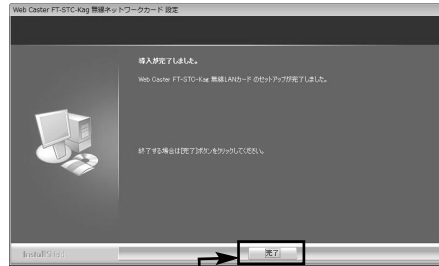 Web Caster FT-STC-Kag 無線ネットワークカード 設定
導入が完了しました。
Web Caster FT-STC-Kag 無線LANカード のセットアップが完了しました。
終了する場合は[完了]ボタンをクリックしてください。
InstallShield
完了